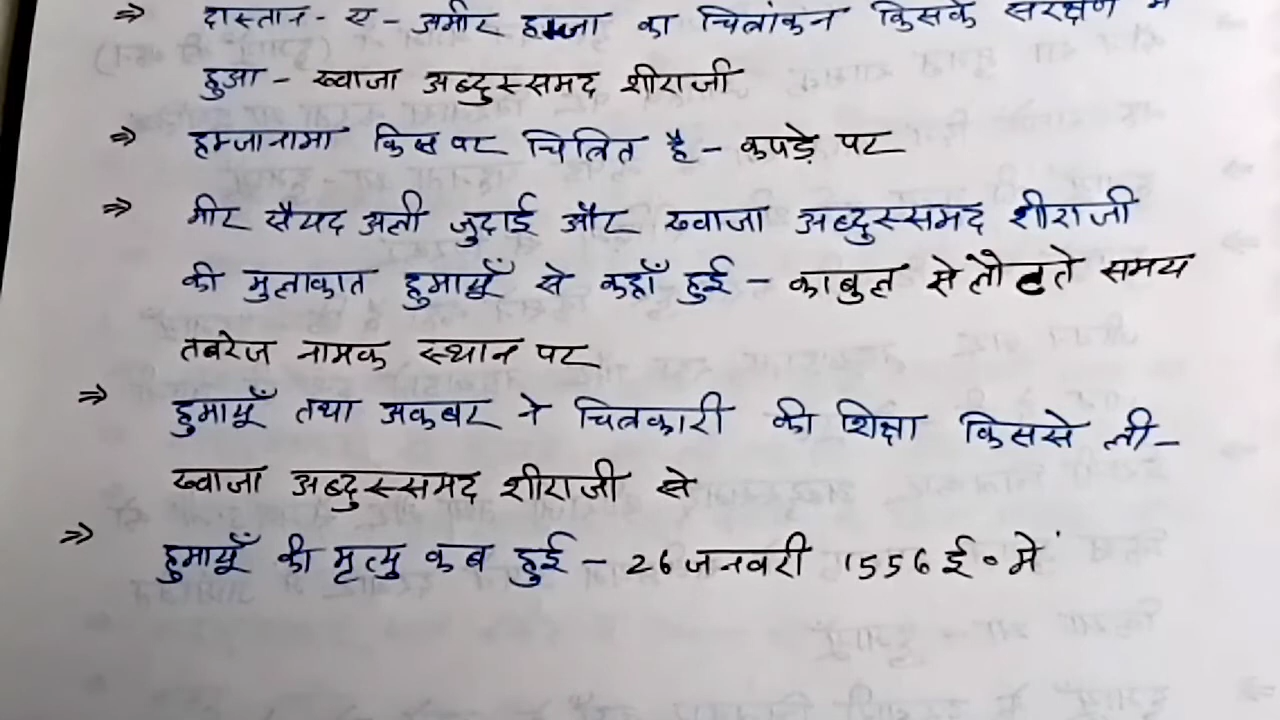 ⇒ दास्तान - ए - अमीर हम्जा का चित्रांकन किसके संरक्षण में
हुआ - ख्वाजा अब्दुस्समद शीराजी
⇒ हम्जानामा किस पर चित्रित है - कपड़े पर
⇒ मीर सैयद अली जुदाई और ख्वाजा अब्दुस्समद शीराजी
की मुलाकात हुमायूँ से कहाँ हुई - काबुल से लौटते समय
तबरेज नामक स्थान पर
⇒ हुमायूँ तथा अकबर ने चित्रकारी की शिक्षा किससे ली -
ख्वाजा अब्दुस्समद शीराजी से
⇒ हुमायूँ की मृत्यु कब हुई - 26 जनवरी 1556 ई० में